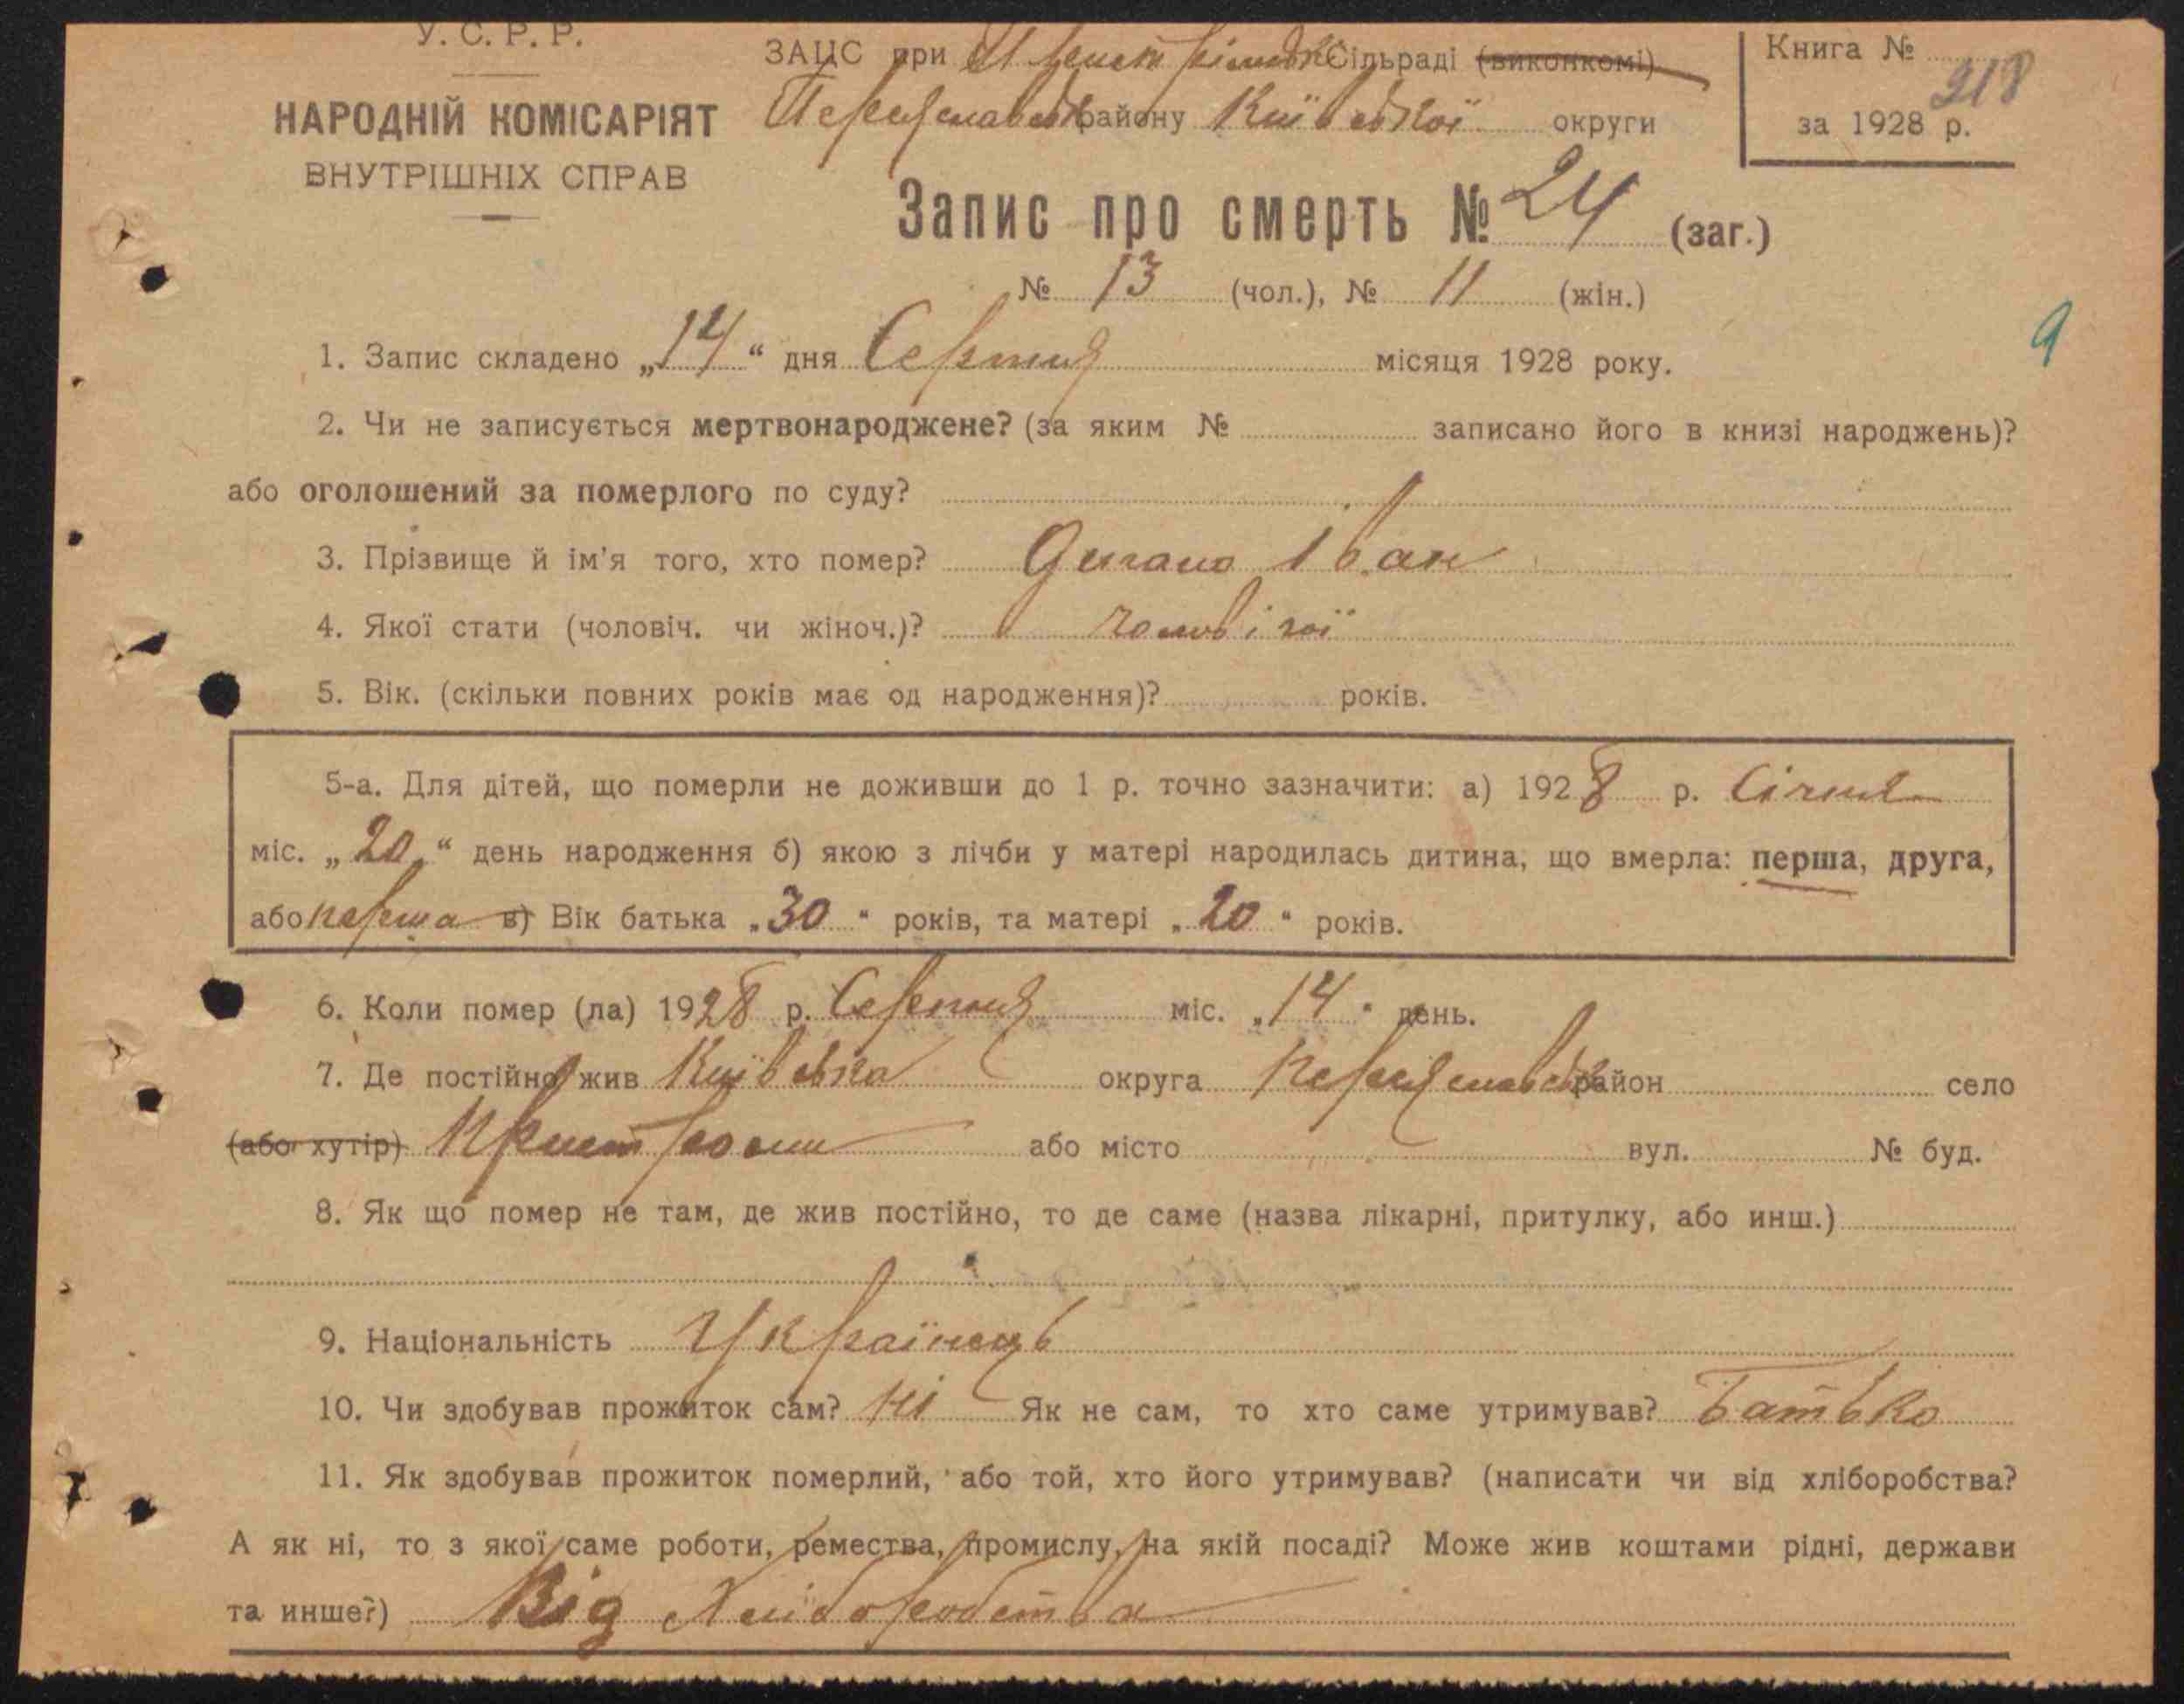 У. С. Р. Р.
НАРОДНІЙ КОМІСАРІЯТ
ВНУТРІШНІХ СПРАВ
ЗАЦС при Пристромській Сільраді (виконкомі)
Переяславськ району Київської округи
Книга №
218
за 1928 р.
Запис про смерть № 24 (заг.)
№ 13 (чол.), № 11 (жін.)
9
1. Запис складено „14“ дня Серпня місяця 1928 року.
2. Чи не записується мертвонароджене? (за яким № записано його в книзі народжень)?
або оголошений за померлого по суду?
3. Прізвище й ім'я того, хто помер? Іван
4. Якої стати (чоловіч. чи жіноч.)? чоловічої
5. Вік. (скільки повних років має од народження)? років.
5-а. Для дітей, що померли не доживши до 1 р. точно зазначити: а) 1928 р. Січня
міс. „20“ день народження б) якою з лічби у матері народилась дитина, що вмерла: перша, друга,
або перша в) Вік батька „30“ років, та матері „20“ років.
6. Коли помер (ла) 1928 р. Серпня міс. „14“ день.
7. Де постійно жив Київська округа Переяславськ район село
(або хутір) Пристроми або місто вул. № буд.
8. Як що помер не там, де жив постійно, то де саме (назва лікарні, притулку, або инш.)
9. Національність Українець
10. Чи здобував прожиток сам? ні Як не сам, то хто саме утримував? Батько
11. Як здобував прожиток померлий, або той, хто його утримував? (написати чи від хліборобства?
А як ні, то з якої саме роботи, ремества, промислу, на якій посаді? Може жив коштами рідні, держави
та инше?) Від Хліборобства